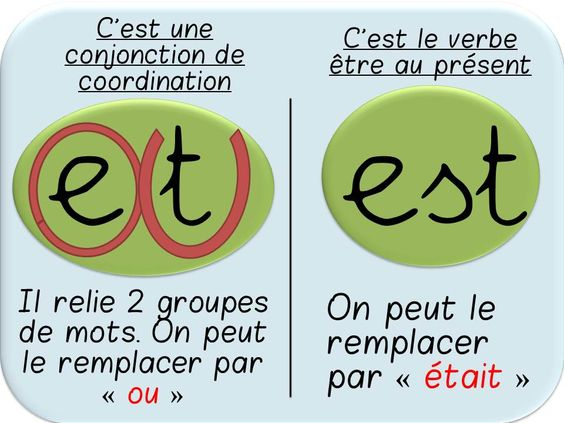 C'est une
conjonction de
coordination
et
ou
Il relie 2 groupes
de mots. On peut
le remplacer par
« ou »
C'est le verbe
être au présent
est
On peut le
remplacer
par « était »